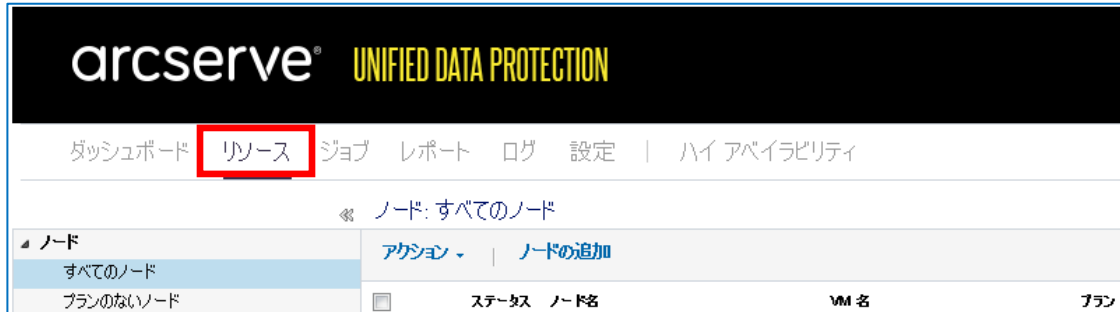 arcserve® UNIFIED DATA PROTECTION
ダッシュボード リソース ジョブ レポート ログ 設定 | ハイ アベイラビリティ
« ノード: すべてのノード
ノード
アクション | ノードの追加
すべてのノード
プランのないノード
ステータス ノード名 VM 名 プラン